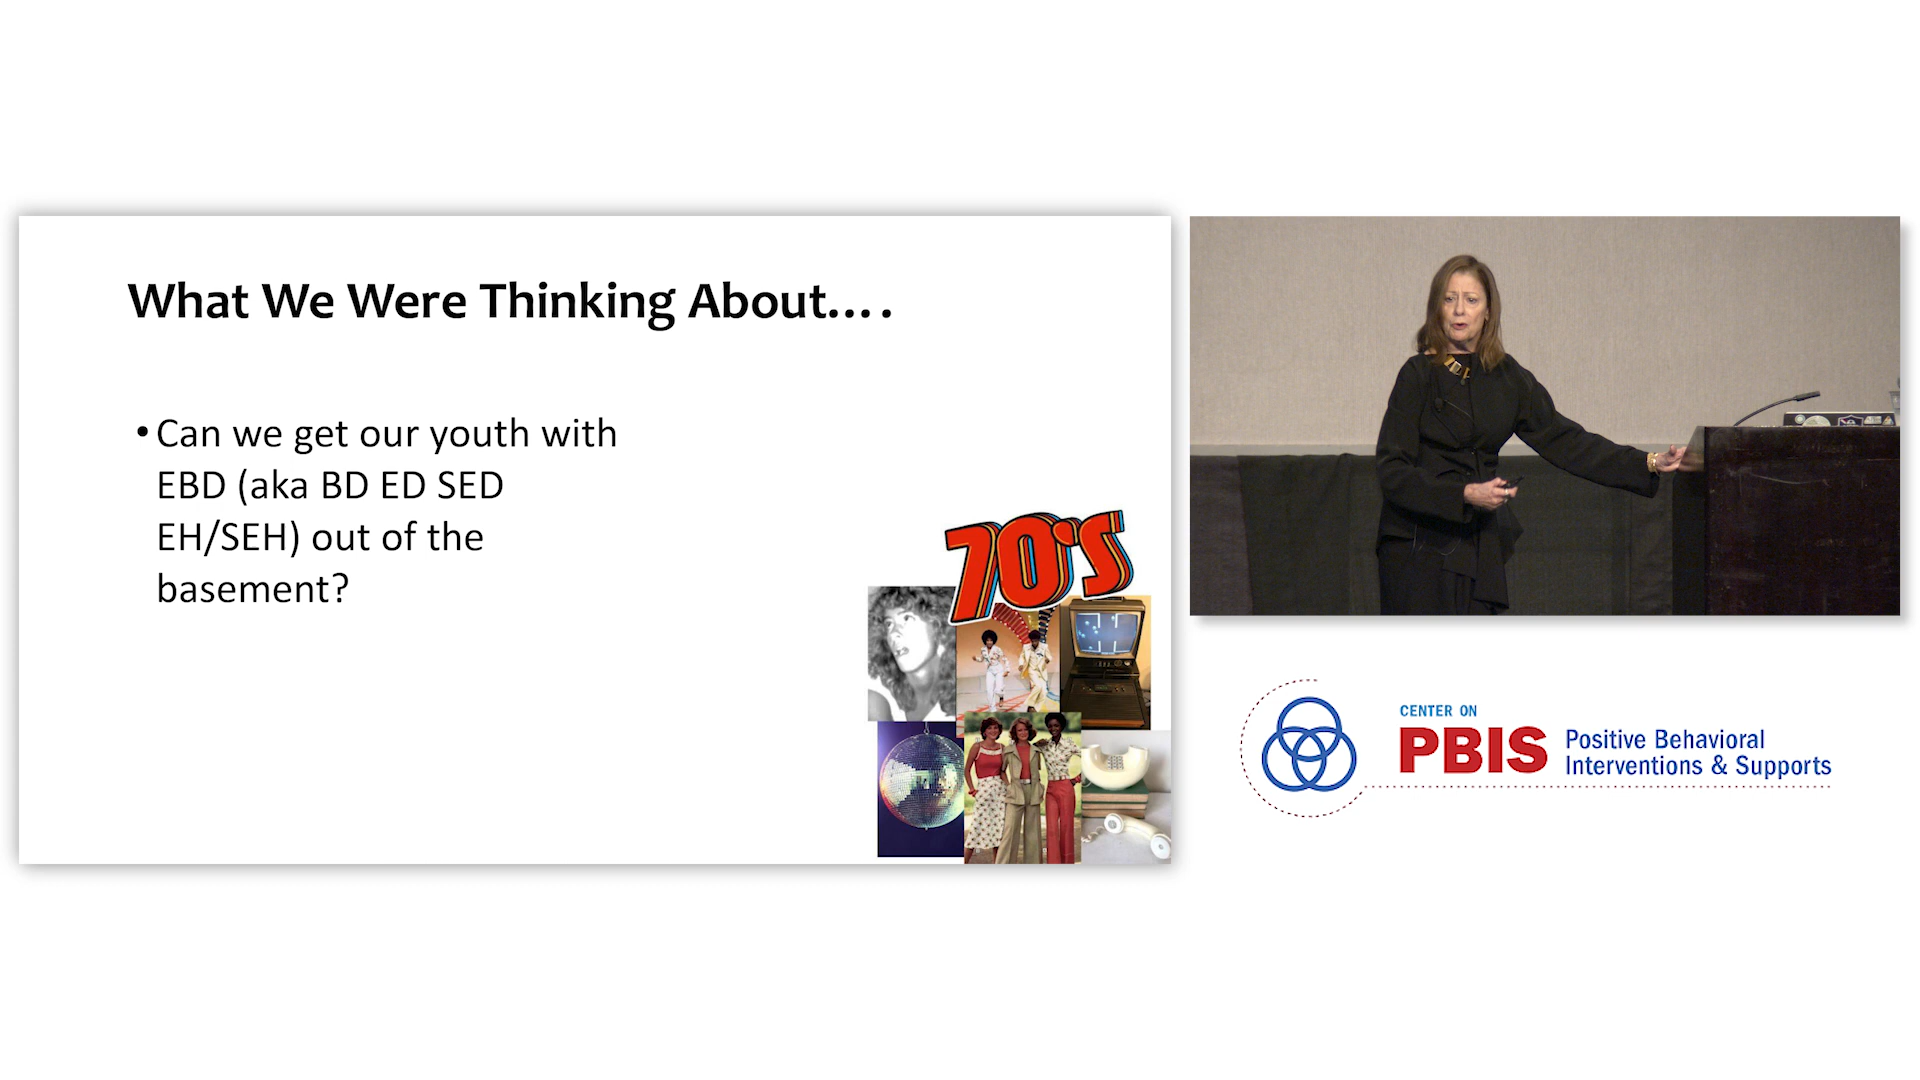 What We Were Thinking About....
• Can we get our youth with
EBD (aka BD ED SED
EH/SEH) out of the
basement?
70's
CENTER ON
PBIS
Positive Behavioral
Interventions & Supports